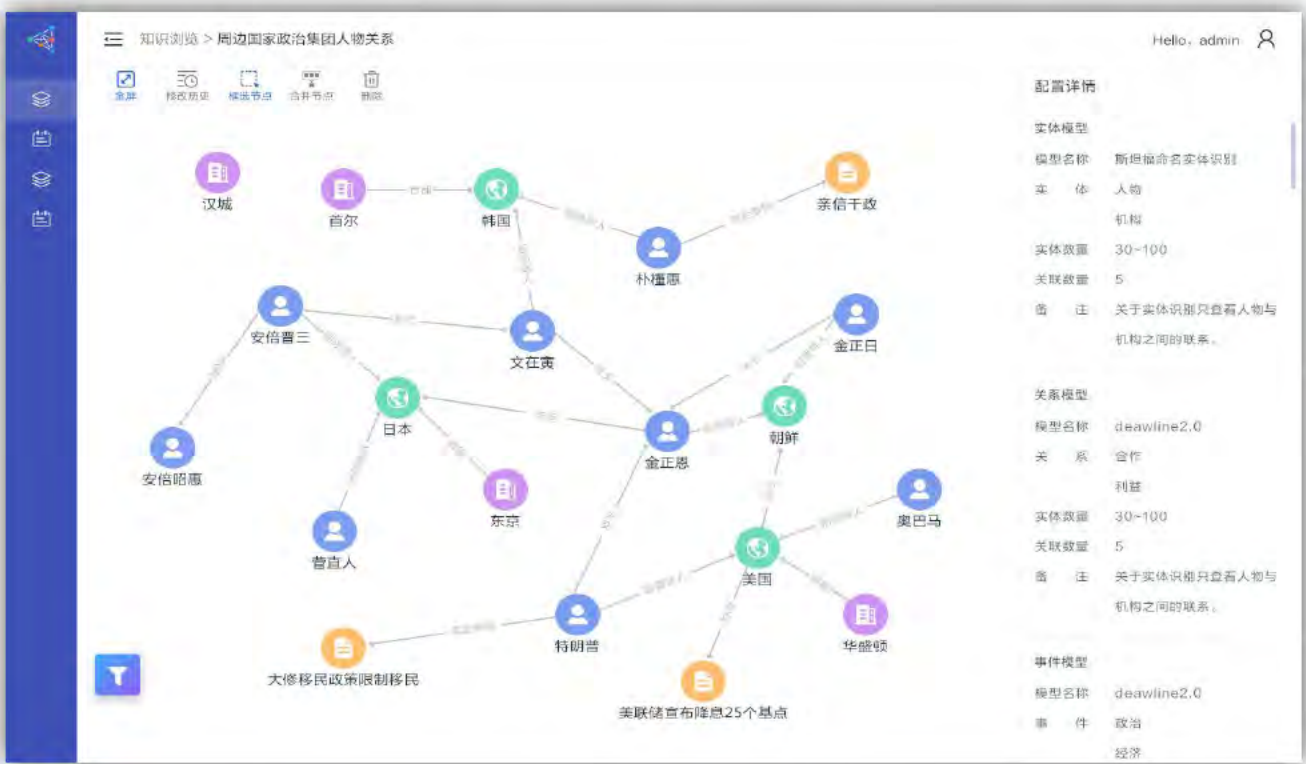 知识浏览 > 周边国家政治集团人物关系
Hello, admin
全屏
修改历史
框选节点
合并节点
删除
汉城
首尔
韩国
朴槿惠
亲信干政
安倍晋三
文在寅
金正日
日本
朝鲜
金正恩
安倍昭惠
东京
奥巴马
菅直人
美国
特朗普
华盛顿
大修移民政策限制移民
美联储宣布降息25个基点
配置详情
实体模型
模型名称 斯坦福命名实体识别
实 体 人物
机构
实体数量 30~100
关联数量 5
备 注 关于实体识别只查看人物与
机构之间的联系。
关系模型
模型名称 deawline2.0
关 系 合作
利益
实体数量 30~100
关联数量 5
备 注 关于实体识别只查看人物与
机构之间的联系。
事件模型
模型名称 deawline2.0
事 件 政治
经济